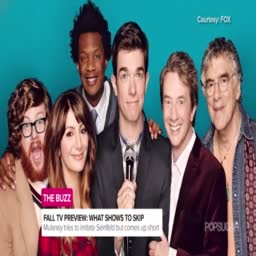 Courtesy: FOX
THE BUZZ
FALL TV PREVIEW: WHAT SHOWS TO SKIP
Mulaney tries to imitate Seinfeld but comes up short
POPSUGAR